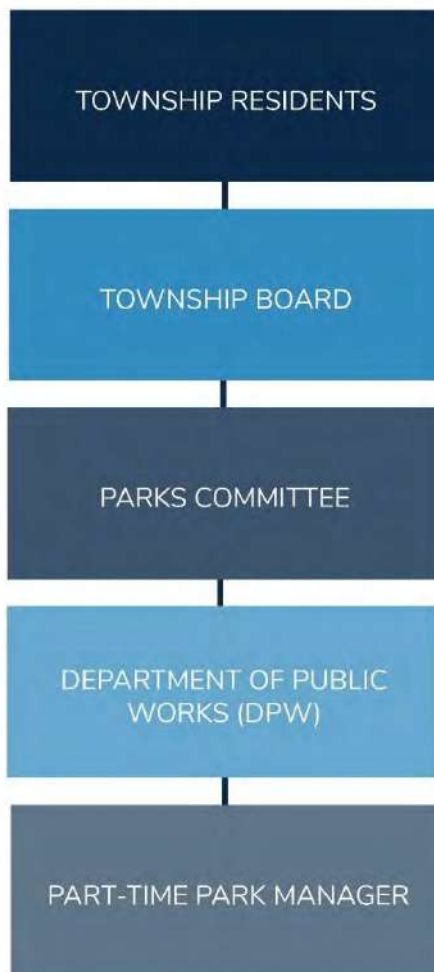 TOWNSHIP RESIDENTS
TOWNSHIP BOARD
PARKS COMMITTEE
DEPARTMENT OF PUBLIC
WORKS (DPW)
PART-TIME PARK MANAGER